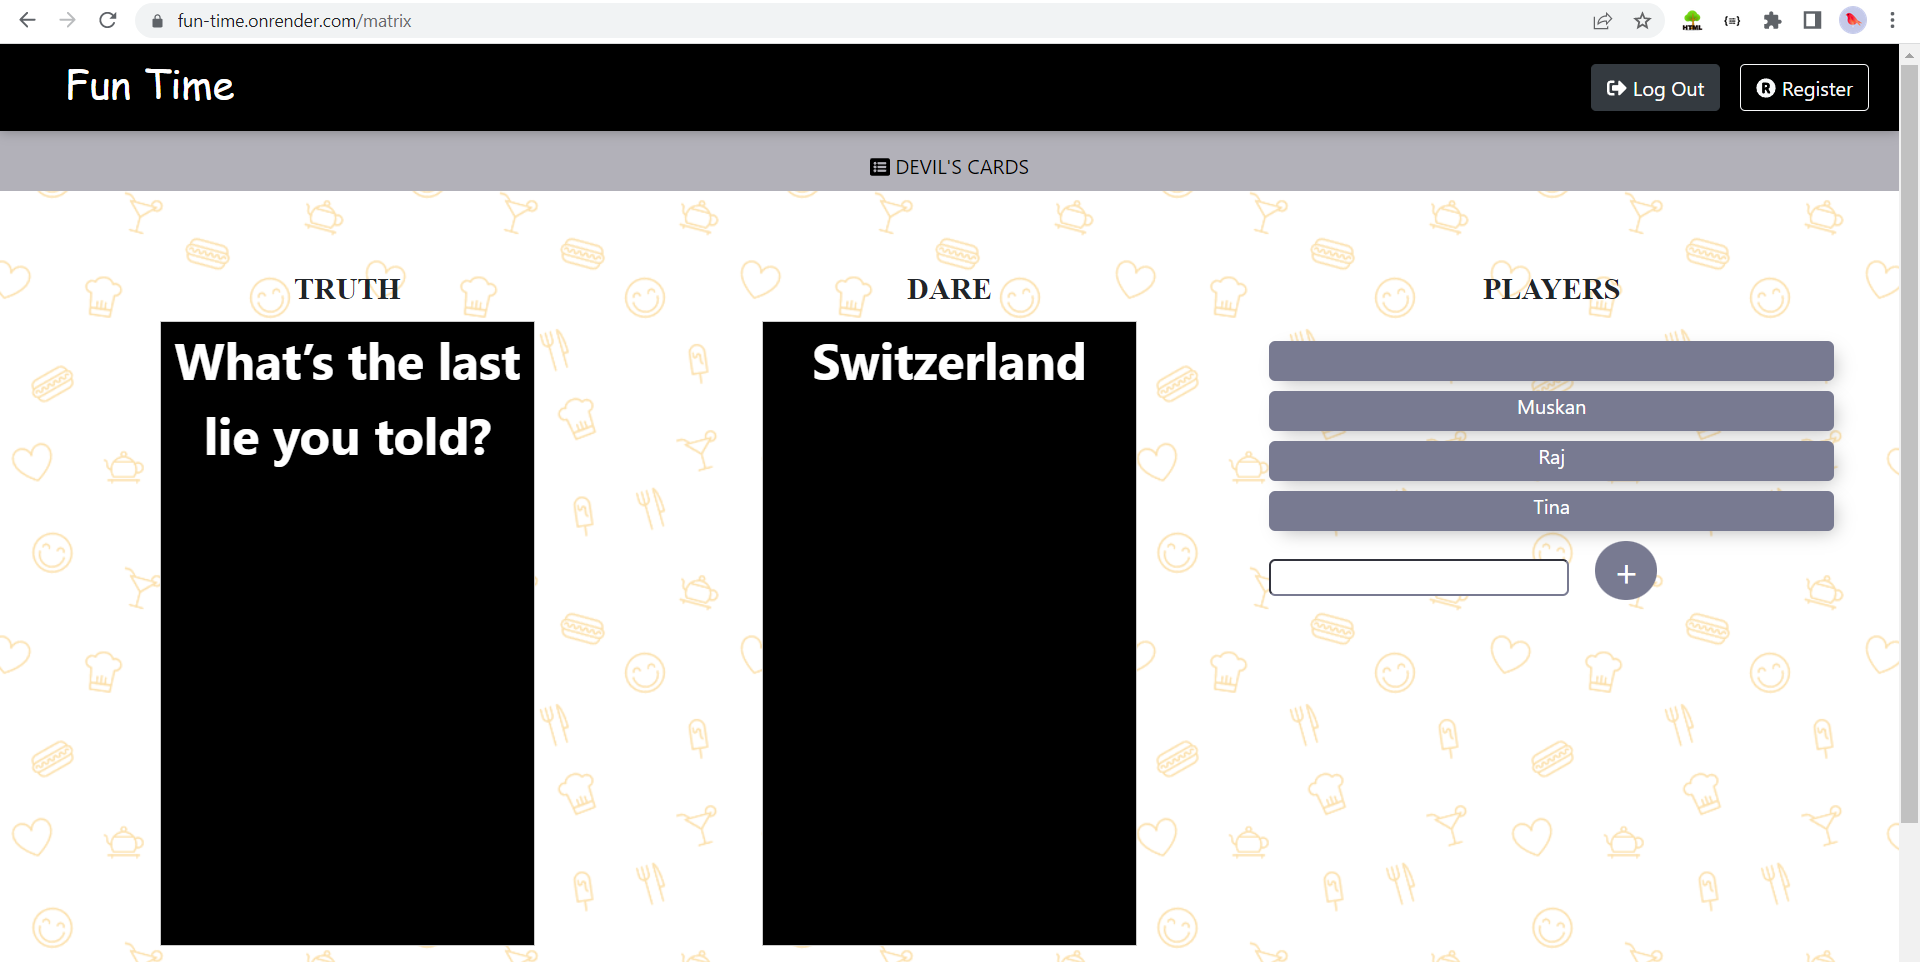 fun-time.onrender.com/matrix
HTML
Fun Time
Log Out
R Register
DEVIL'S CARDS
TRUTH
DARE
PLAYERS
What’s the last
lie you told?
Switzerland
Muskan
Raj
Tina
+